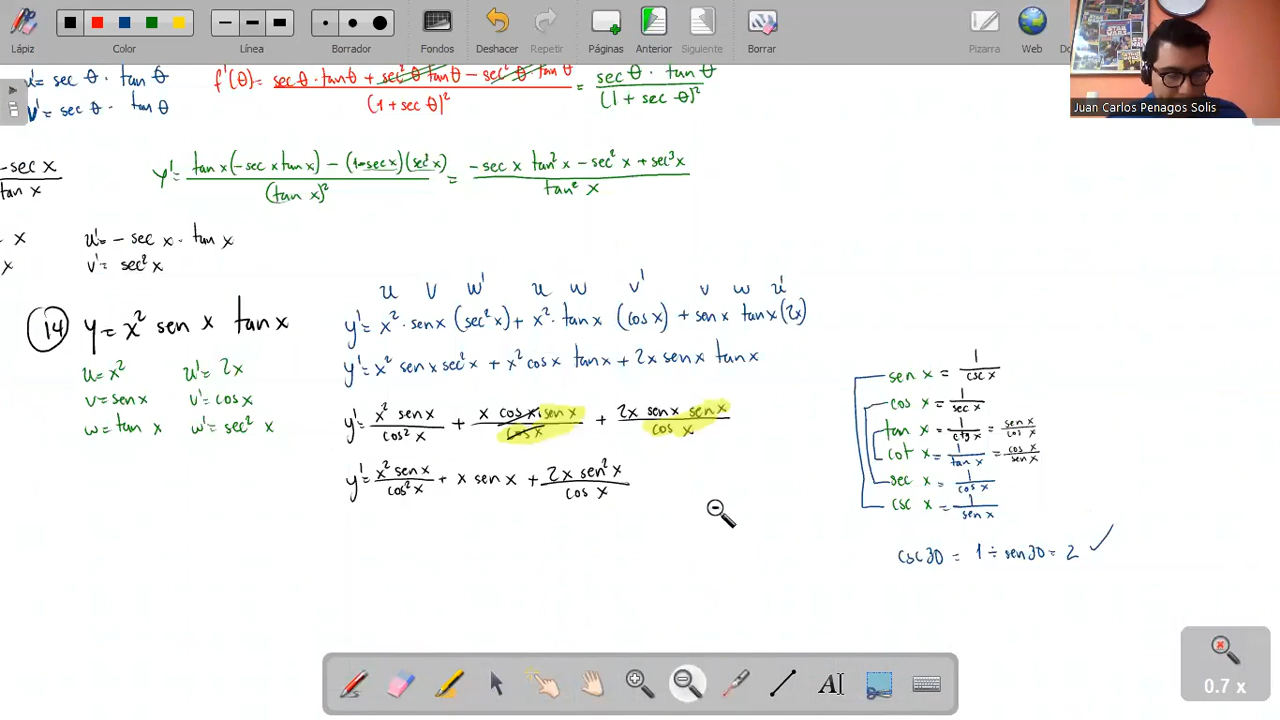 Lápiz Color Línea Borrador Fondos Deshacer Repetir Páginas Anterior Siguiente Borrar Pizarra Web
STAR WARS
Juan Carlos Penagos Solis
u'= sec θ · tan θ
v'= sec θ · tan θ
f'(θ)= sec θ · tan θ + sec² θ tan θ - sec² θ tan θ / (1 + sec θ)² = sec θ · tan θ / (1 + sec θ)²
-sec x / tan x
y'= tan x (-sec x tan x) - (1-sec x)(sec² x) / (tan x)² = -sec x tan² x - sec² x + sec³ x / tan² x
x u'= - sec x · tan x
x v'= sec² x
14 y= x² sen x tan x
u= x² u'= 2x
v= sen x v'= cos x
w= tan x w'= sec² x
u v w' u w v' v w u'
y'= x² · sen x (sec² x) + x² · tan x (cos x) + sen x tan x (2x)
y'= x² sen x sec² x + x² cos x tan x + 2x sen x tan x
y'= x² sen x / cos² x + x cos x · sen x / cos x + 2x sen x sen x / cos x
y'= x² sen x / cos² x + x sen x + 2x sen² x / cos x
sen x = 1 / csc x
cos x = 1 / sec x
tan x = 1 / ctg x = sen x / cos x
cot x = 1 / tan x = cos x / sen x
sec x = 1 / cos x
csc x = 1 / sen x
csc 30 = 1 ÷ sen 30 = 2 ✓
0.7 x